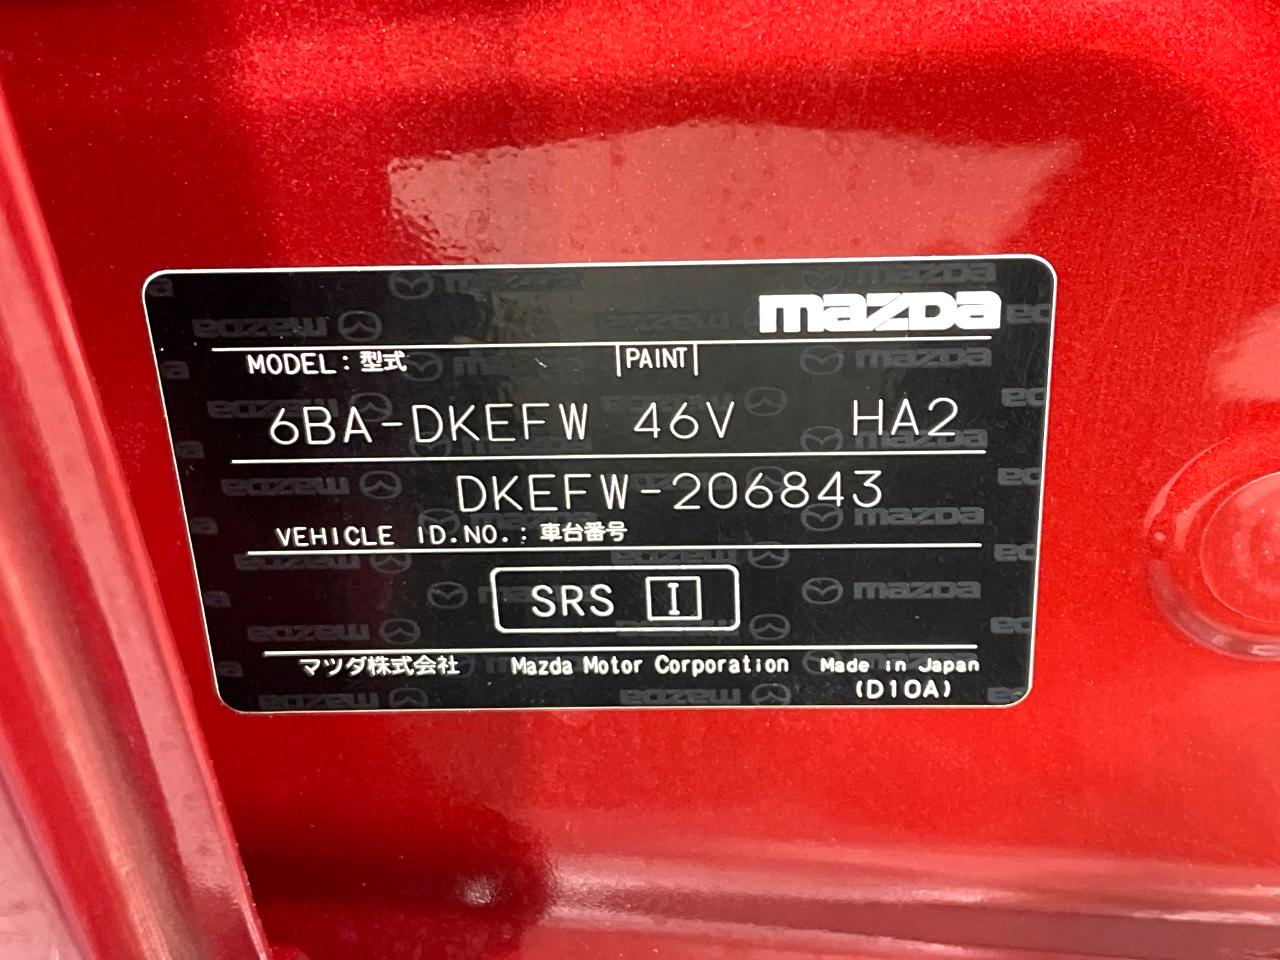 mazda
MODEL：型式 |PAINT|
6BA-DKEFW 46V HA2
DKEFW-206843
VEHICLE ID.NO.：車台番号
SRS I
マツダ株式会社 Mazda Motor Corporation Made in Japan
(D10A)